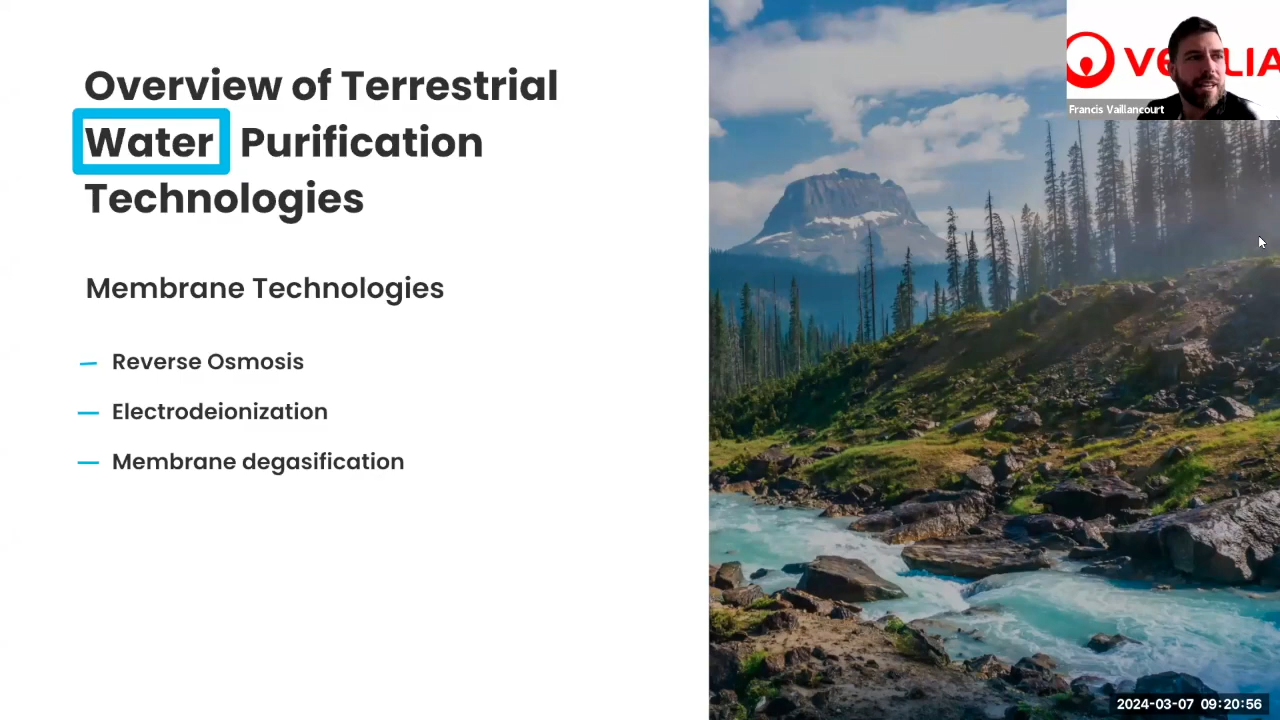 Overview of Terrestrial
Water Purification
Technologies
Membrane Technologies
Reverse Osmosis
Electrodeionization
Membrane degasification
Francis Vaillancourt
2024-03-07 09:20:56